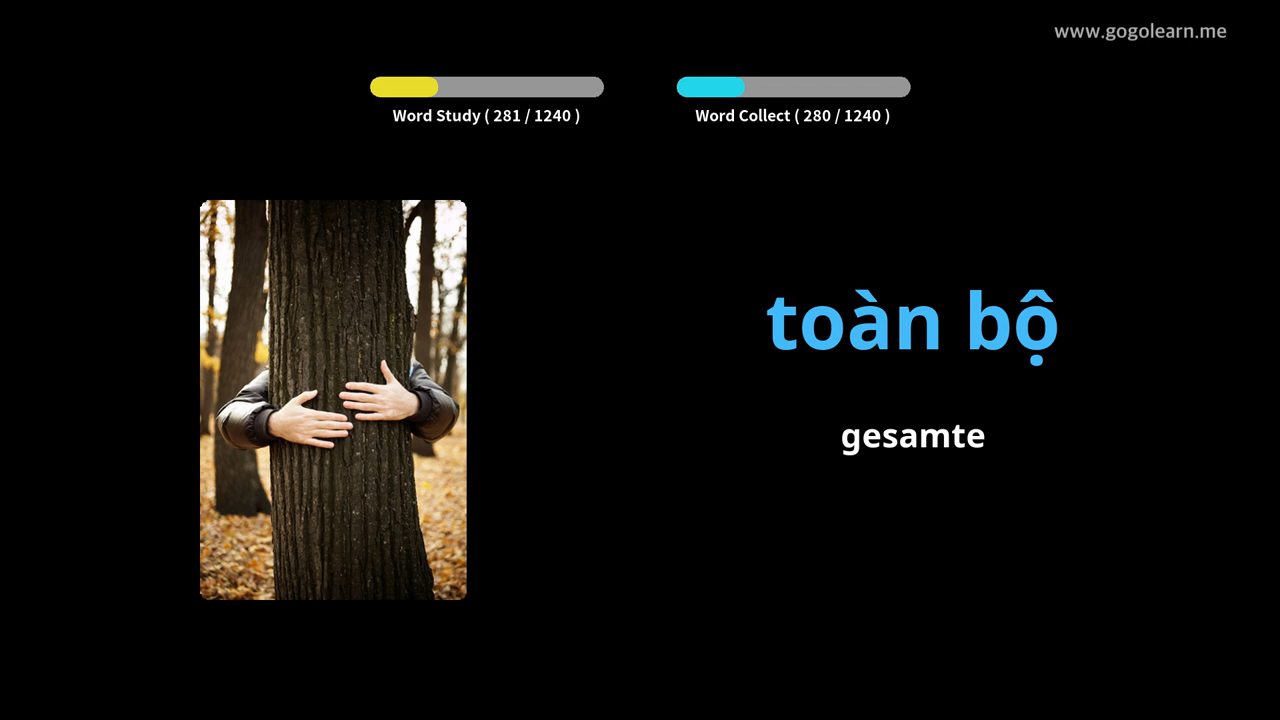 www.gogolearn.me
Word Study ( 281 / 1240 )
Word Collect ( 280 / 1240 )
toàn bộ
gesamte